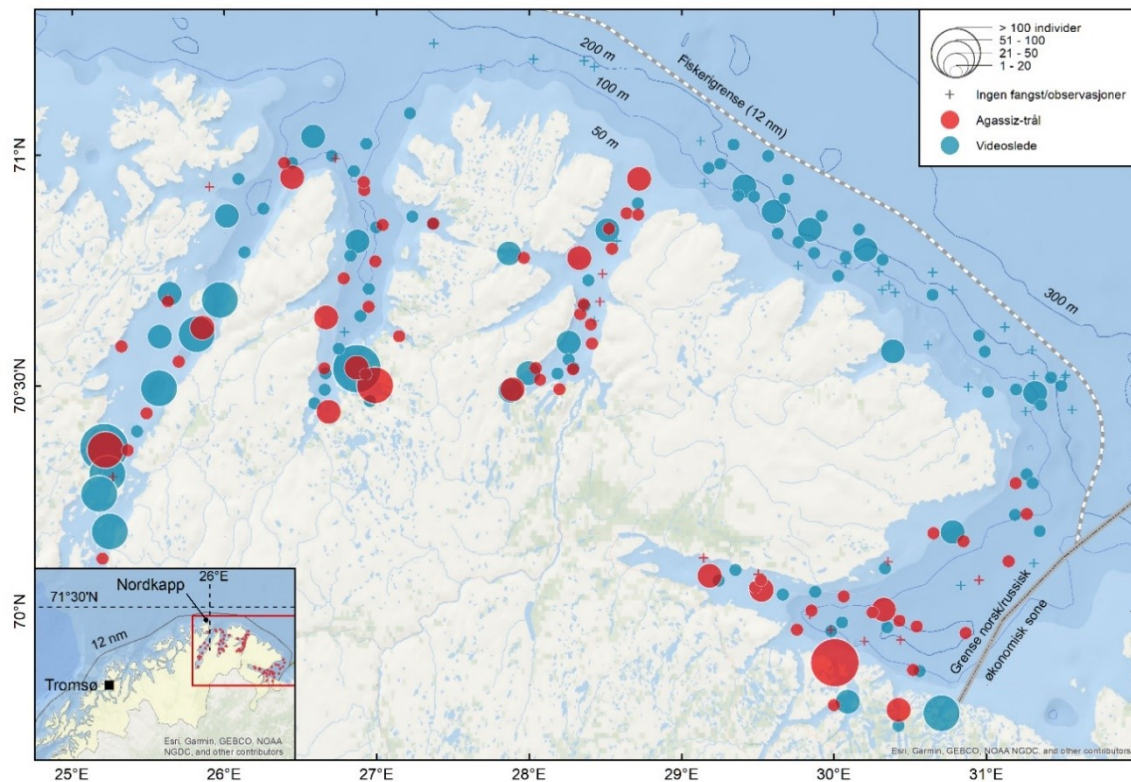 > 100 individer
51 - 100
21 - 50
1 - 20
Ingen fangst/observasjoner
Agassiz-trål
Videoslede
200 m
100 m
50 m
Fiskerigrense (12 nm)
300 m
71°N
70°30'N
70°N
Grense norsk/russisk
økonomisk sone
Nordkapp
26°E
71°30'N
12 nm
Tromsø
Esri, Garmin, GEBCO, NOAA
NGDC, and other contributors
Esri, Garmin, GEBCO, NOAA NGDC, and other contributors
25°E
26°E
27°E
28°E
29°E
30°E
31°E